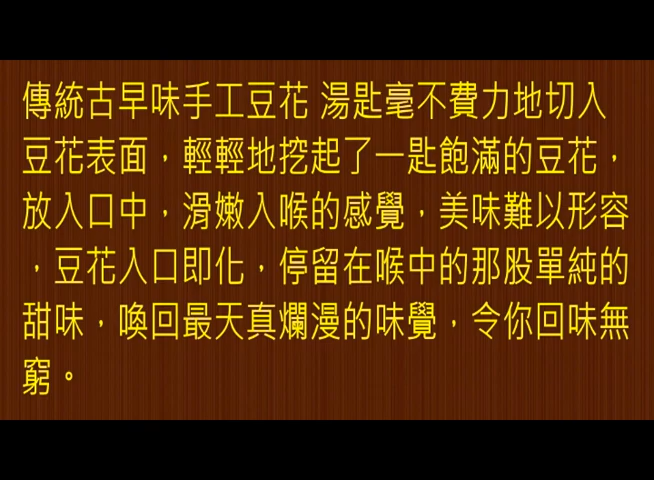 傳統古早味手工豆花 湯匙毫不費力地切入
豆花表面，輕輕地挖起了一匙飽滿的豆花，
放入口中，滑嫩入喉的感覺，美味難以形容
，豆花入口即化，停留在喉中的那股單純的
甜味，喚回最天真爛漫的味覺，令你回味無
窮。